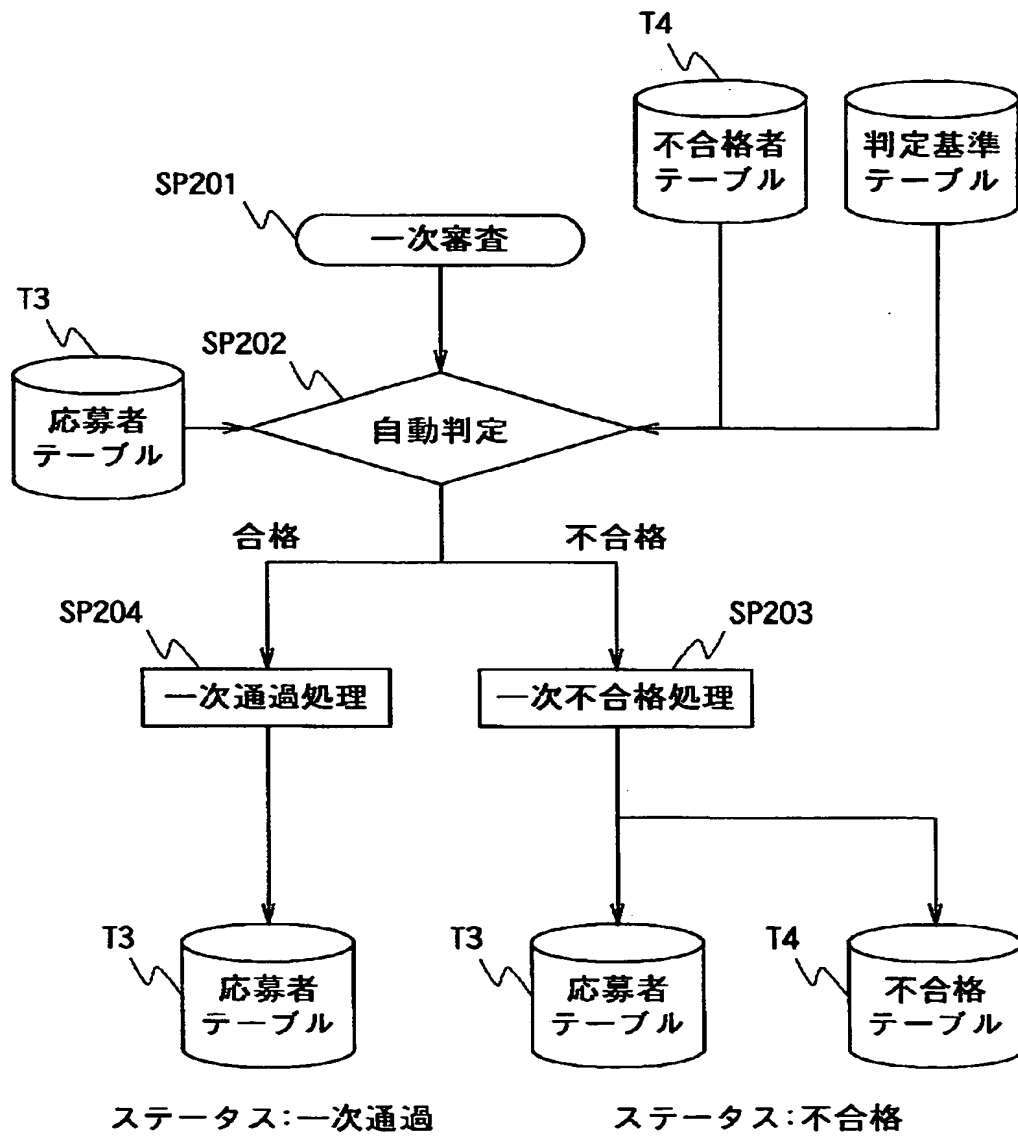 T4
不合格者
テーブル
判定基準
テーブル
SP201
一次審査
T3
応募者
テーブル
SP202
自動判定
合格
不合格
SP204
一次通過処理
SP203
一次不合格処理
T3
応募者
テーブル
T3
応募者
テーブル
T4
不合格
テーブル
ステータス:一次通過
ステータス:不合格